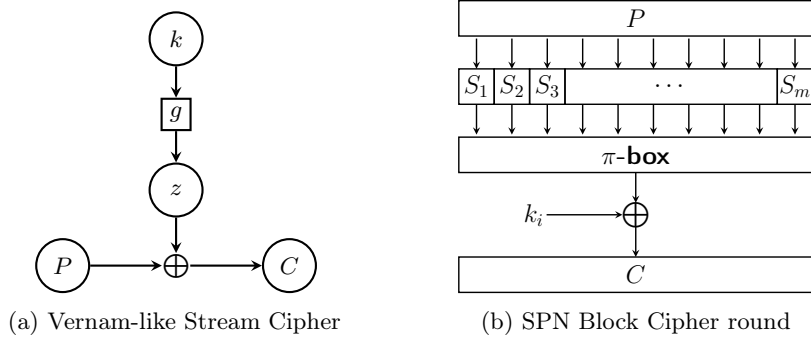 k
g
z
P
C
(a) Vernam-like Stream Cipher
P
S₁ S₂ S₃ ··· Sₘ
π-box
kᵢ
C
(b) SPN Block Cipher round